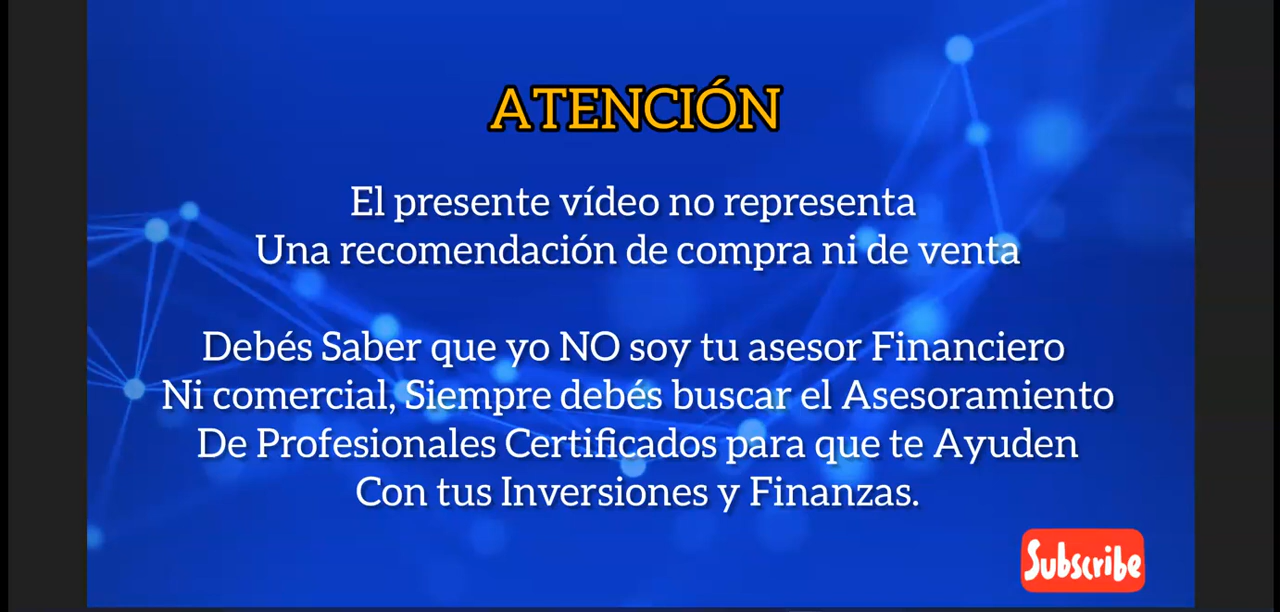 ATENCIÓN
El presente vídeo no representa
Una recomendación de compra ni de venta
Debés Saber que yo NO soy tu asesor Financiero
Ni comercial, Siempre debés buscar el Asesoramiento
De Profesionales Certificados para que te Ayuden
Con tus Inversiones y Finanzas.
Subscribe